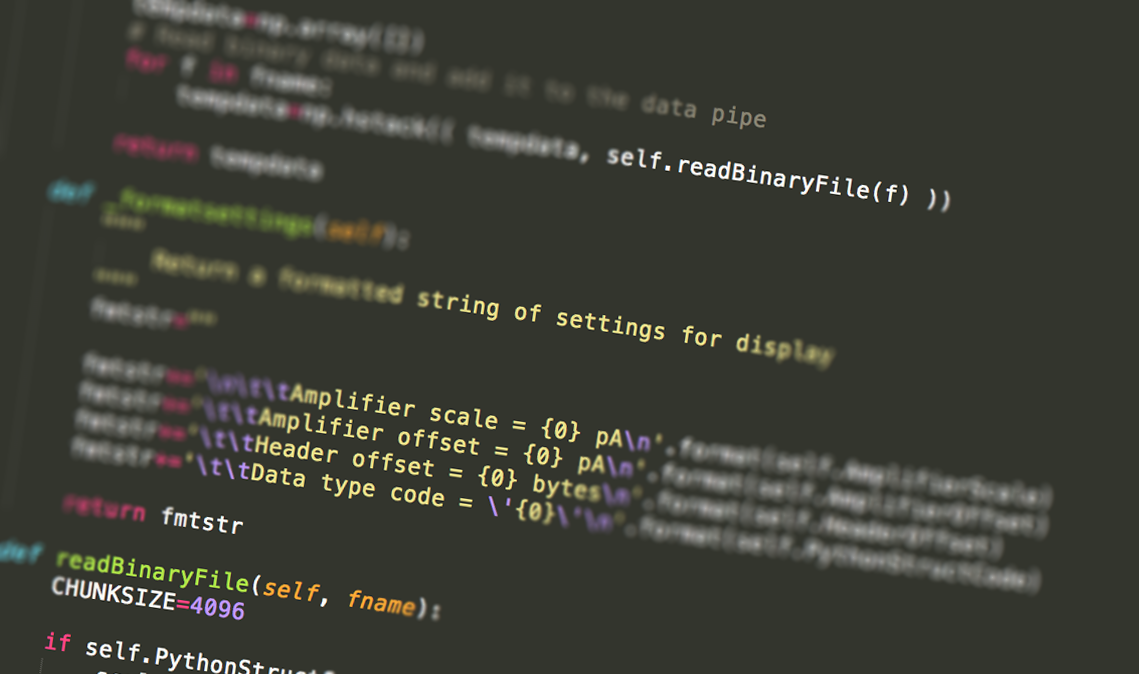 tempdata=np.array([])
# Read binary data and add it to the data pipe
for f in fname:
tempdata=np.hstack(( tempdata, self.readBinaryFile(f) ))
return tempdata
def _formatsettings(self):
"""
Return a formatted string of settings for display
"""
fmtstr=""
fmtstr+='\n\t\tAmplifier scale = {0} pA\n'.format(self.AmplifierScale)
fmtstr+='\t\tAmplifier offset = {0} pA\n'.format(self.AmplifierOffset)
fmtstr+='\t\tHeader offset = {0} bytes\n'.format(self.HeaderOffset)
fmtstr+='\t\tData type code = \'{0}\'\n'.format(self.PythonStructCode)
return fmtstr
def readBinaryFile(self, fname):
CHUNKSIZE=4096
if